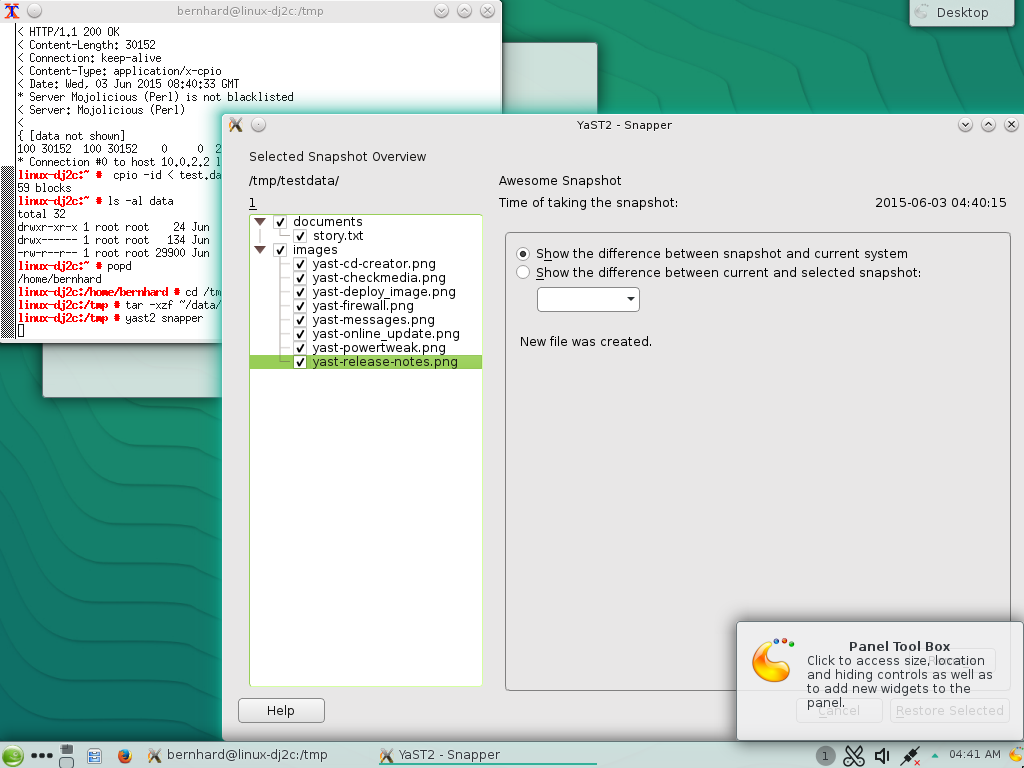 bernhard@linux-dj2c:/tmp
Desktop
< HTTP/1.1 200 OK
< Content-Length: 30152
< Connection: keep-alive
< Content-Type: application/x-cpio
< Date: Wed, 03 Jun 2015 08:40:33 GMT
* Server Mojolicious (Perl) is not blacklisted
< Server: Mojolicious (Perl)
<
{ [data not shown]
100 30152  100 30152    0     0  2
* Connection #0 to host 10.0.2.2 l
linux-dj2c:~ # cpio -id < test.da
59 blocks
linux-dj2c:~ # ls -al data
total 32
drwxr-xr-x 1 root root    24 Jun
drwx------ 1 root root   134 Jun
-rw-r--r-- 1 root root 29900 Jun
linux-dj2c:~ # popd
/home/bernhard
linux-dj2c:/home/bernhard # cd /tm
linux-dj2c:/tmp # tar -xzf ~/data/
linux-dj2c:/tmp # yast2 snapper
YaST2 - Snapper
Selected Snapshot Overview
/tmp/testdata/
1
documents
story.txt
images
yast-cd-creator.png
yast-checkmedia.png
yast-deploy_image.png
yast-firewall.png
yast-messages.png
yast-online_update.png
yast-powertweak.png
yast-release-notes.png
Awesome Snapshot
Time of taking the snapshot: 2015-06-03 04:40:15
Show the difference between snapshot and current system
Show the difference between current and selected snapshot:
New file was created.
Panel Tool Box
Click to access size, location
and hiding controls as well as
to add new widgets to the
panel.
Help
Cancel
Restore Selected
bernhard@linux-dj2c:/tmp
YaST2 - Snapper
1
04:41 AM